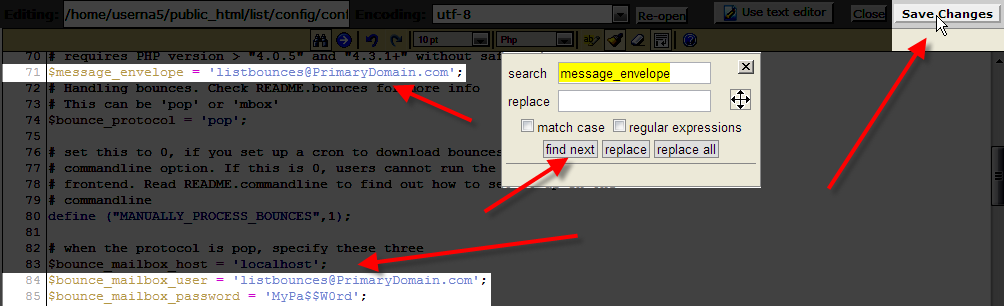 Editing: /home/userna5/public_html/list/config/conf Encoding: utf-8 Re-open Use text editor Close Save Changes
10 pt Php
70 # requires PHP version > "4.0.5" and "4.3.1+" without saf
71 $message_envelope = 'listbounces@PrimaryDomain.com';
72 # Handling bounces. Check README.bounces for more info
73 # This can be 'pop' or 'mbox'
74 $bounce_protocol = 'pop';
75
76 # set this to 0, if you set up a cron to download bounces
77 # commandline option. If this is 0, users cannot run the
78 # frontend. Read README.commandline to find out how to se
79 # commandline
80 define ("MANUALLY_PROCESS_BOUNCES",1);
81
82 # when the protocol is pop, specify these three
83 $bounce_mailbox_host = 'localhost';
84 $bounce_mailbox_user = 'listbounces@PrimaryDomain.com';
85 $bounce_mailbox_password = 'MyPa$$W0rd';
search message_envelope
replace
match case regular expressions
find next replace replace all